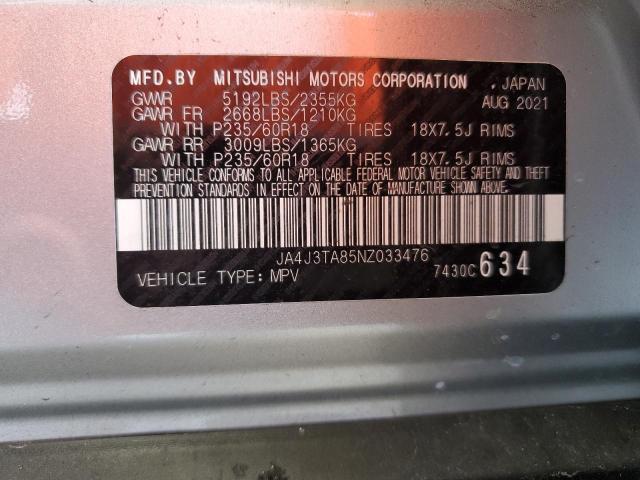 MFD.BY MITSUBISHI MOTORS CORPORATION , JAPAN
GVWR 5192LBS/2355KG AUG 2021
GAWR FR 2668LBS/1210KG
WITH P235/60R18 TIRES 18X7.5J RIMS
GAWR RR 3009LBS/1365KG
WITH P235/60R18 TIRES 18X7.5J RIMS
THIS VEHICLE CONFORMS TO ALL APPLICABLE FEDERAL MOTOR VEHICLE SAFETY AND THEFT
PREVENTION STANDARDS IN EFFECT ON THE DATE OF MANUFACTURE SHOWN ABOVE.
JA4J3TA85NZ033476
VEHICLE TYPE: MPV 7430C 634